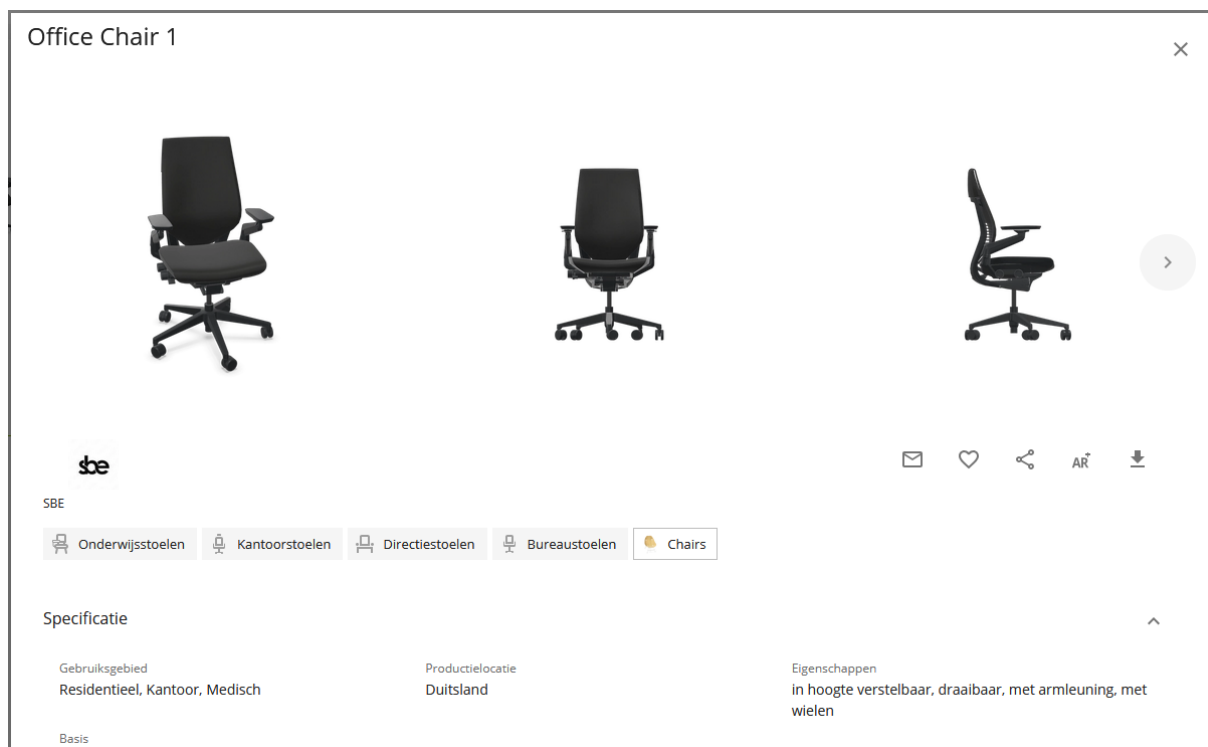 Office Chair 1
sbe
AR+
SBE
Onderwijsstoelen
Kantoorstoelen
Directiestoelen
Bureaustoelen
Chairs
Specificatie
Gebruiksgebied
Residentieel, Kantoor, Medisch
Productielocatie
Duitsland
Eigenschappen
in hoogte verstelbaar, draaibaar, met armleuning, met
wielen
Basis